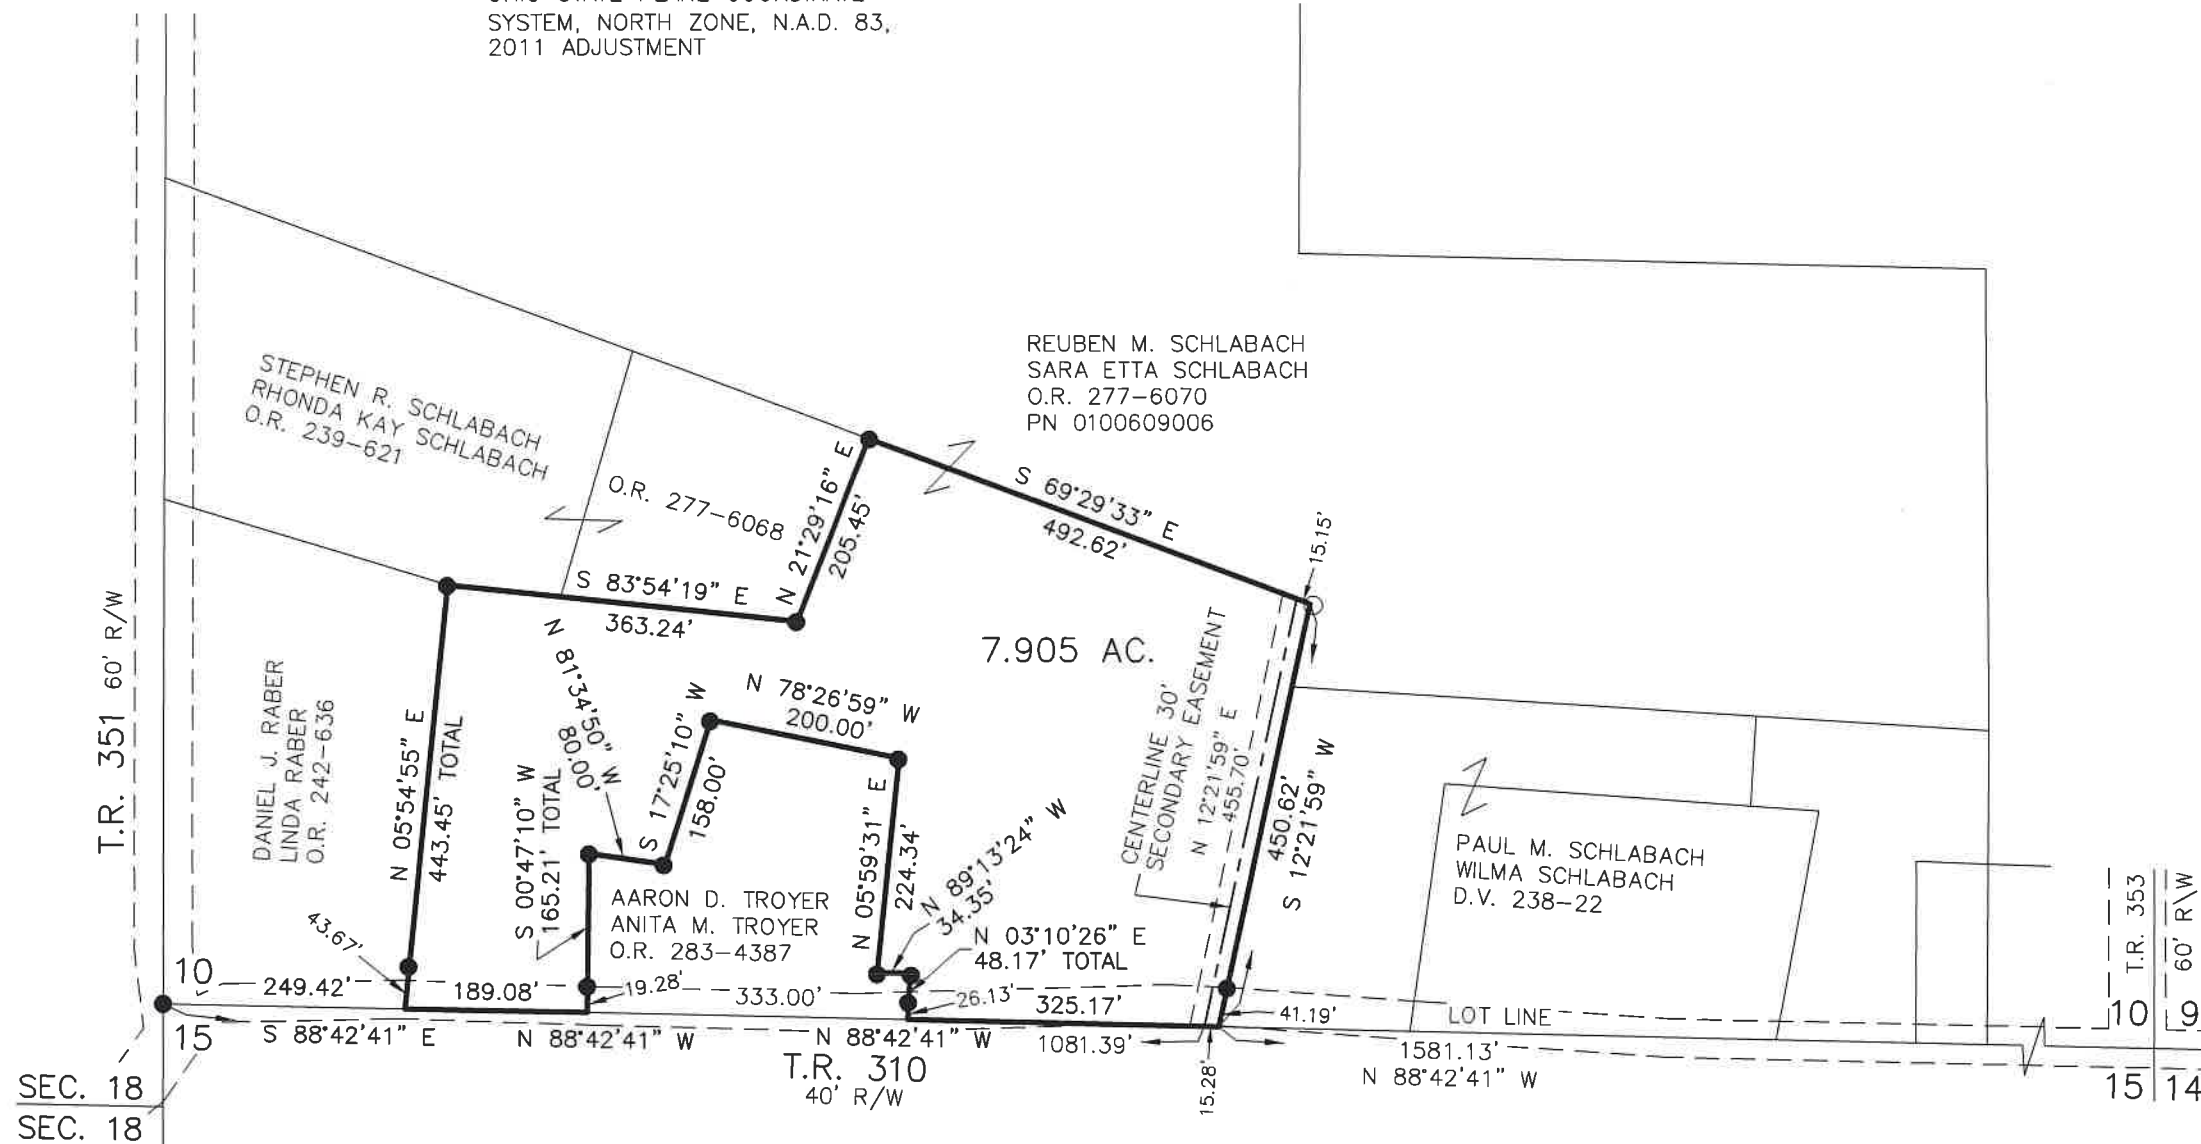 SYSTEM, NORTH ZONE, N.A.D. 83,
2011 ADJUSTMENT
REUBEN M. SCHLABACH
SARA ETTA SCHLABACH
O.R. 277-6070
PN 0100609006
STEPHEN R. SCHLABACH
RHONDA KAY SCHLABACH
O.R. 239-621
O.R. 277-6068
N 21°29'16" E
205.45'
S 69°29'33" E
492.62'
15.15'
S 83°54'19" E
363.24'
7.905 AC.
T.R. 351 60' R/W
DANIEL J. RABER
LINDA RABER
O.R. 242-636
N 05°54'55" E
443.45' TOTAL
N 81°34'50" W
80.00'
S 00°47'10" W
165.21' TOTAL
S 17°25'10" W
158.00'
N 78°26'59" W
200.00'
N 05°59'31" E
224.34'
N 89°13'24" W
34.35'
N 03°10'26" E
48.17' TOTAL
CENTERLINE 30'
SECONDARY EASEMENT
N 12°21'59" E
455.70'
450.62'
S 12°21'59" W
AARON D. TROYER
ANITA M. TROYER
O.R. 283-4387
PAUL M. SCHLABACH
WILMA SCHLABACH
D.V. 238-22
T.R. 353
60' R\W
43.67'
10
249.42'
189.08'
19.28'
333.00'
26.13'
325.17'
41.19'
LOT LINE
10
9
15
S 88°42'41" E
N 88°42'41" W
N 88°42'41" W
1081.39'
1581.13'
N 88°42'41" W
T.R. 310
40' R/W
15.28'
15
14
SEC. 18
SEC. 18